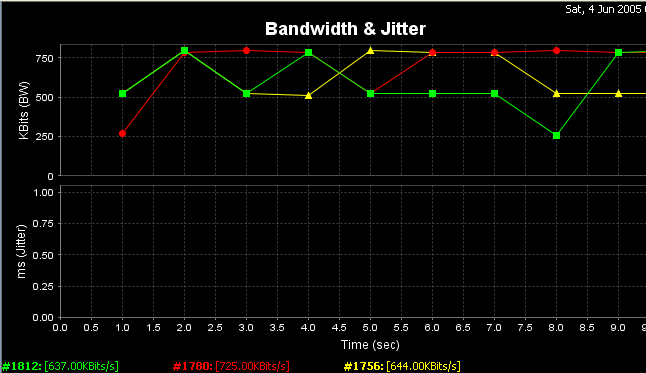 Sat, 4 Jun 2005
Bandwidth & Jitter
KBits (BW)
750
500
250
0
ms (Jitter)
1.00
0.75
0.50
0.25
0.00
0.0 0.5 1.0 1.5 2.0 2.5 3.0 3.5 4.0 4.5 5.0 5.5 6.0 6.5 7.0 7.5 8.0 8.5 9.0 9.
Time (sec)
#1812: [637.00KBits/s] #1780: [725.00KBits/s] #1756: [644.00KBits/s]